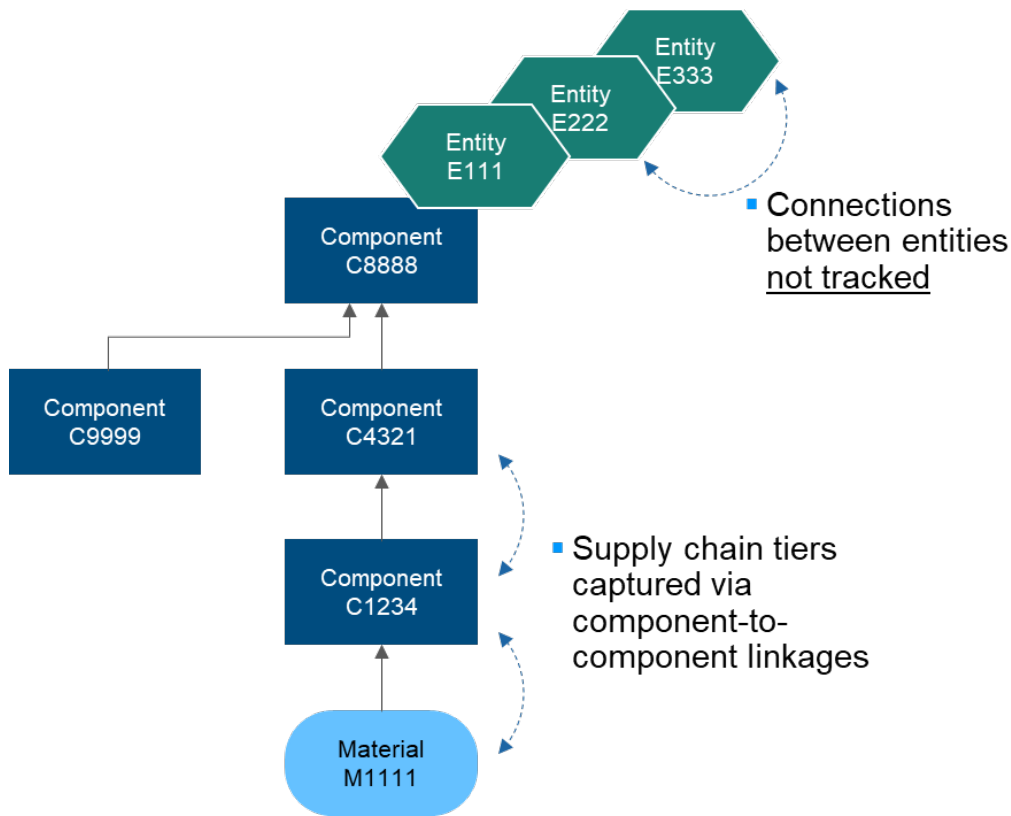 Entity
E333
Entity
E222
Entity
E111
Connections
between entities
not tracked
Component
C8888
Component
C9999
Component
C4321
Supply chain tiers
captured via
component-to-
component linkages
Component
C1234
Material
M1111